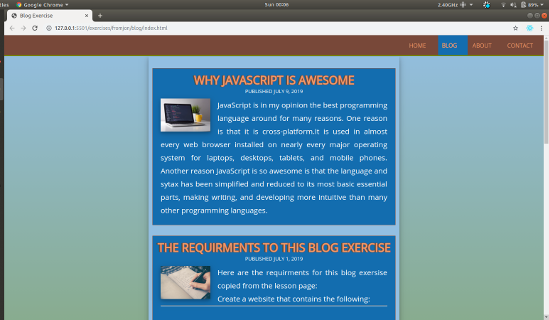 Google Chrome
Sun 00:06
2.40GHz
89%
Blog Exercise
127.0.0.1:5501/exercises/fromjon/blog/index.html
HOME BLOG ABOUT CONTACT
WHY JAVASCRIPT IS AWESOME
PUBLISHED JULY 9, 2019
JavaScript is in my opinion the best programming
language around for many reasons. One reason
is that it is cross-platform.It is used in almost
every web browser installed on nearly every major operating
system for laptops, desktops, tablets, and mobile phones.
Another reason JavaScript is so awesome is that the language and
sytax has been simplified and reduced to its most basic essential
parts, making writing, and developing more intuitive than many
other programming languages.
THE REQUIRMENTS TO THIS BLOG EXERCISE
PUBLISHED JULY 1, 2019
Here are the requirments for this blog exercise
copied from the lesson page:
Create a website that contains the following: